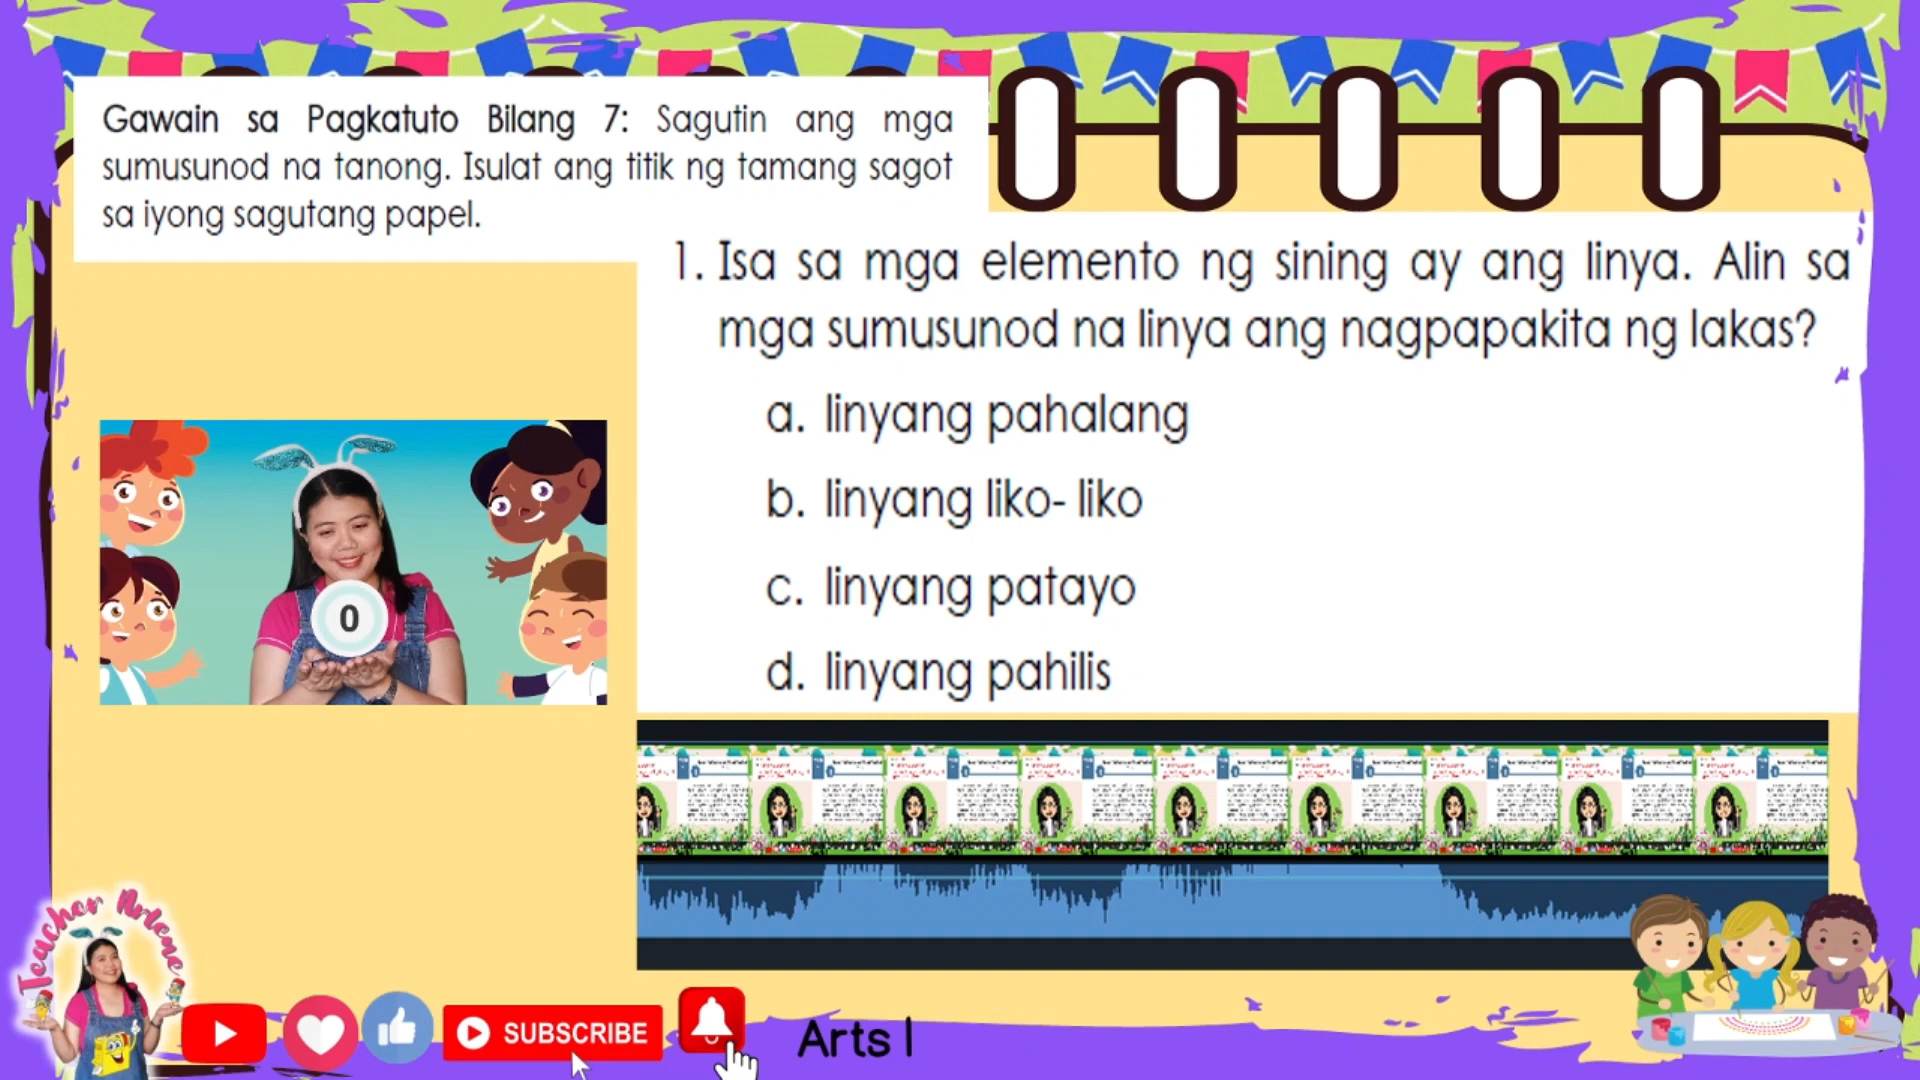 Gawain sa Pagkatuto Bilang 7: Sagutin ang mga
sumusunod na tanong. Isulat ang titik ng tamang sagot
sa iyong sagutang papel.
1. Isa sa mga elemento ng sining ay ang linya. Alin sa
mga sumusunod na linya ang nagpapakita ng lakas?
a. linyang pahalang
b. linyang liko- liko
c. linyang patayo
d. linyang pahilis
0
Teacher Arlene
SUBSCRIBE
Arts 1